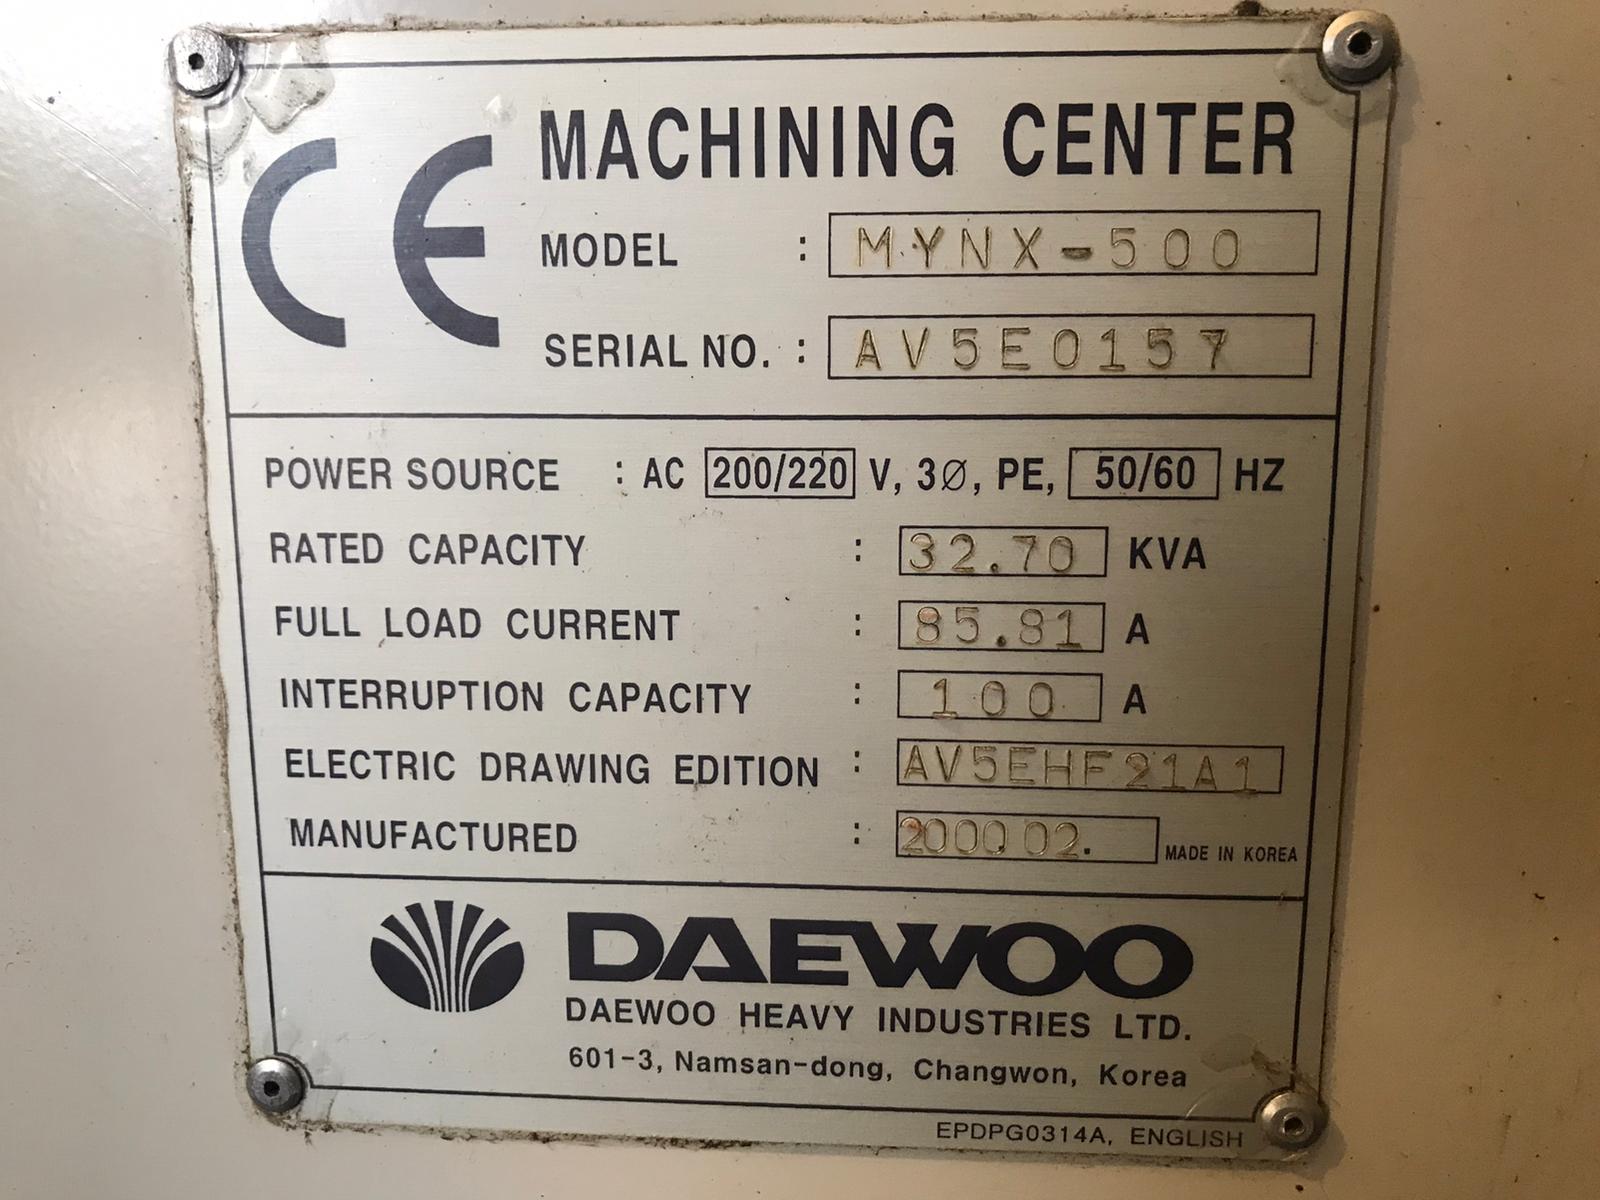 CE MACHINING CENTER
MODEL : MYNX-500
SERIAL NO. : AV5E0157
POWER SOURCE : AC 200/220 V, 3Ø, PE, 50/60 HZ
RATED CAPACITY : 32.70 KVA
FULL LOAD CURRENT : 85.81 A
INTERRUPTION CAPACITY : 100 A
ELECTRIC DRAWING EDITION : AV5EHF21A1
MANUFACTURED : 2000.02. MADE IN KOREA
DAEWOO
DAEWOO HEAVY INDUSTRIES LTD.
601-3, Namsan-dong, Changwon, Korea
EPDPG0314A, ENGLISH